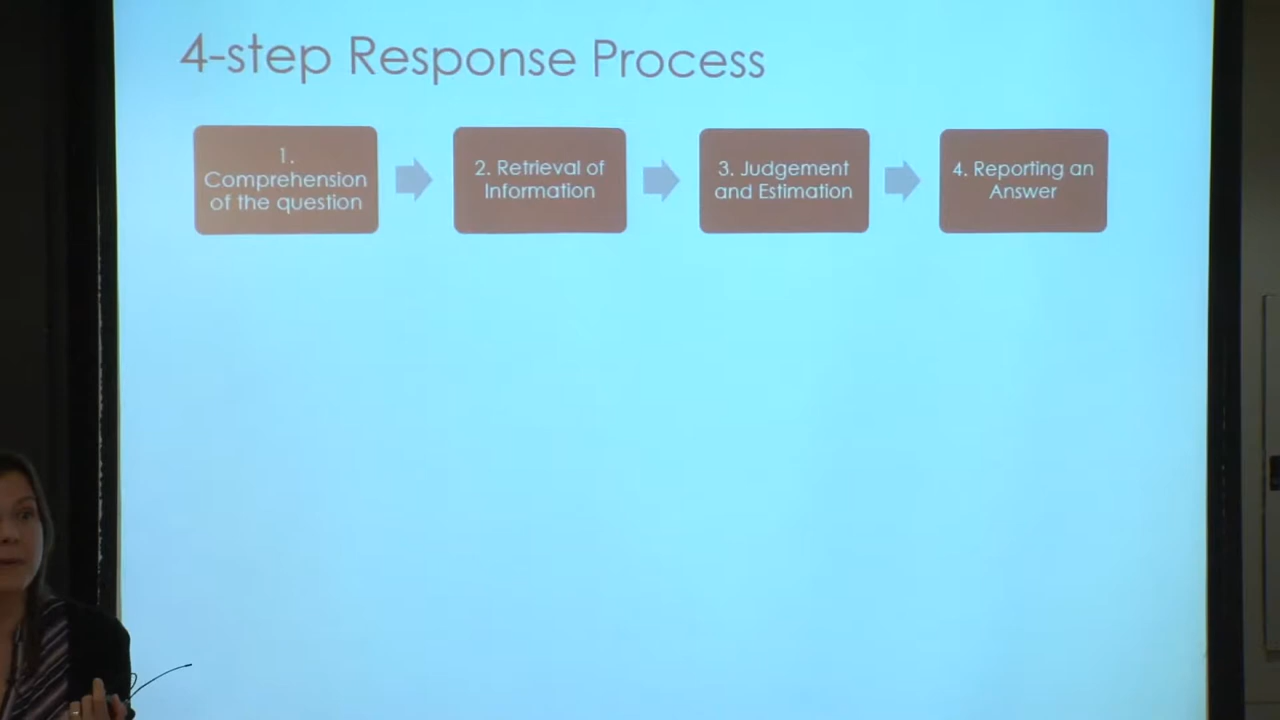 4-step Response Process
1.
Comprehension
of the question
2. Retrieval of
Information
3. Judgement
and Estimation
4. Reporting an
Answer